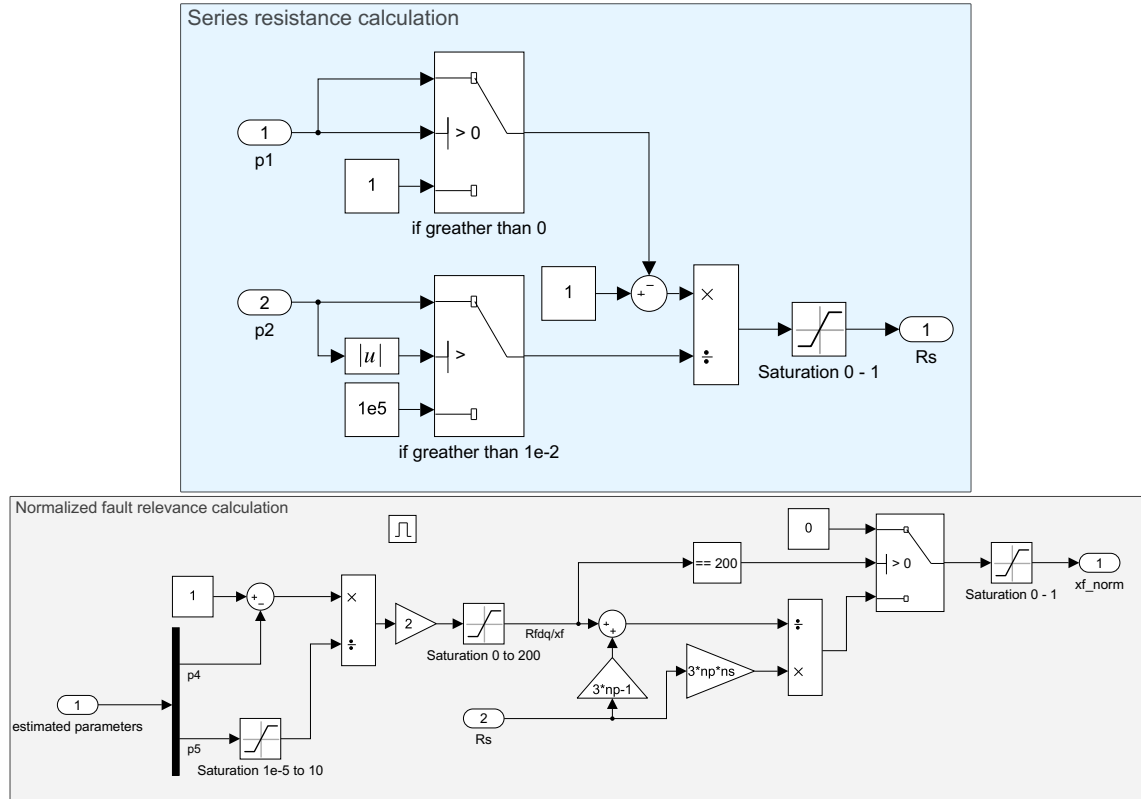 Series resistance calculation
1
p1
> 0
1
if greather than 0
2
p2
|u|
>
1e5
if greather than 1e-2
1
+
−
×
÷
Saturation 0 - 1
1
Rs
Normalized fault relevance calculation
1
+
−
×
÷
2
Saturation 0 to 200
Rfdq/xf
== 200
0
> 0
Saturation 0 - 1
1
xf_norm
+
+
÷
×
3*np-1
3*np*ns
2
Rs
1
estimated parameters
p4
p5
Saturation 1e-5 to 10